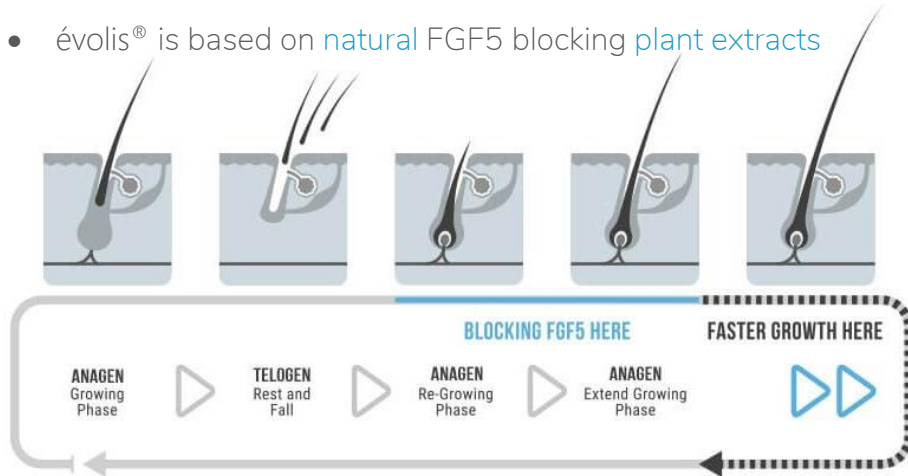 • évolis® is based on natural FGF5 blocking plant extracts
BLOCKING FGF5 HERE
FASTER GROWTH HERE
ANAGEN
Growing
Phase
TELOGEN
Rest and
Fall
ANAGEN
Re-Growing
Phase
ANAGEN
Extend Growing
Phase